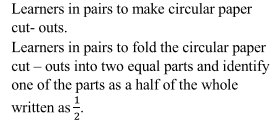 Learners in pairs to make circular paper
cut- outs.
Learners in pairs to fold the circular paper
cut – outs into two equal parts and identify
one of the parts as a half of the whole
written as $\frac{1}{2}$.